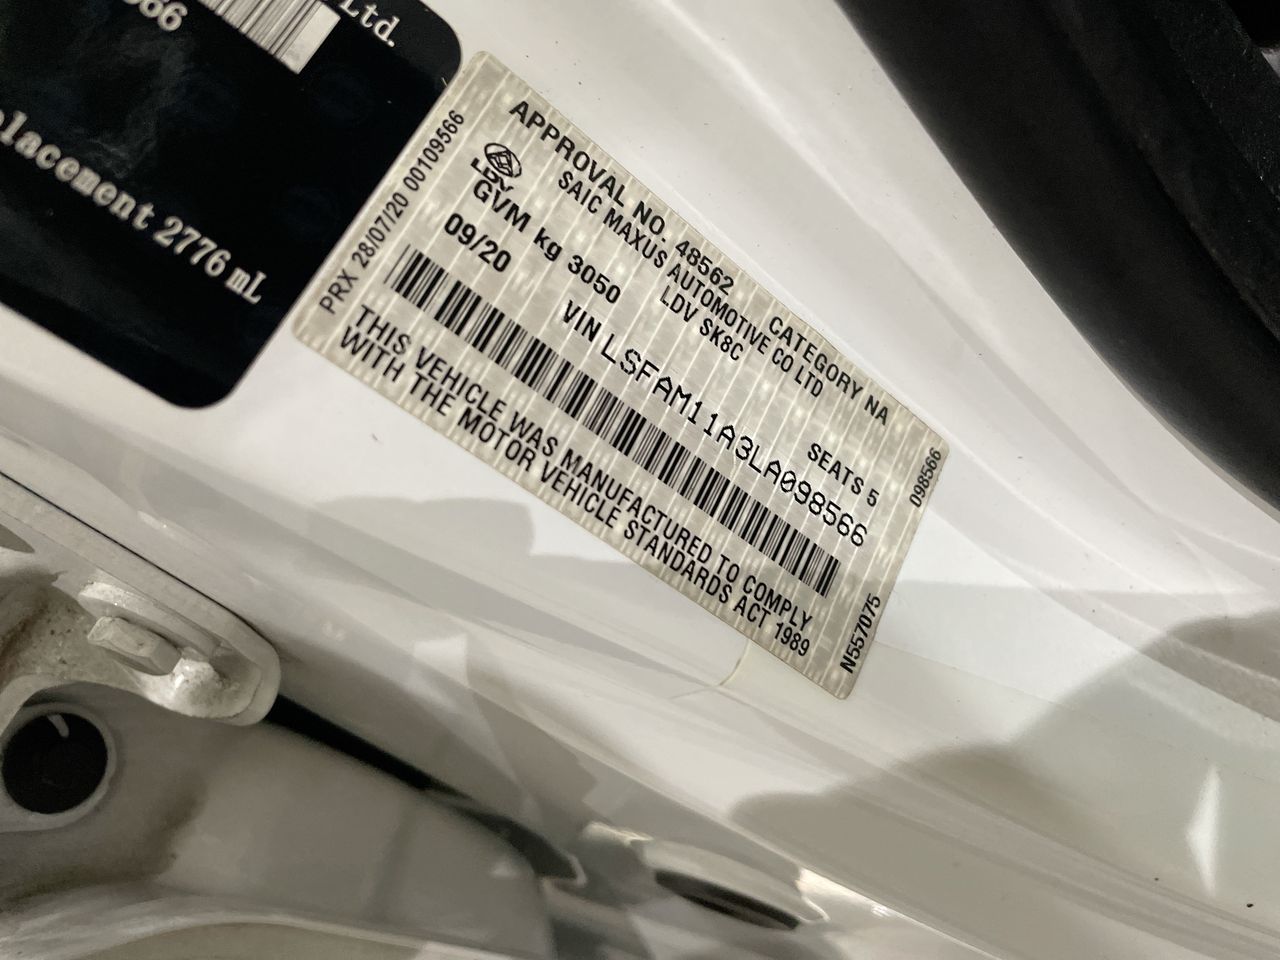 Ltd.
566
placement 2776 mL
APPROVAL NO. 48562 CATEGORY NA
SAIC MAXUS AUTOMOTIVE CO LTD
LDV
LDV SK8C
GVM kg 3050 SEATS 5
09/20 VIN LSFAM11A3LA098566
THIS VEHICLE WAS MANUFACTURED TO COMPLY
WITH THE MOTOR VEHICLE STANDARDS ACT 1989
PRX 28/07/20 00109566
098566
N557075